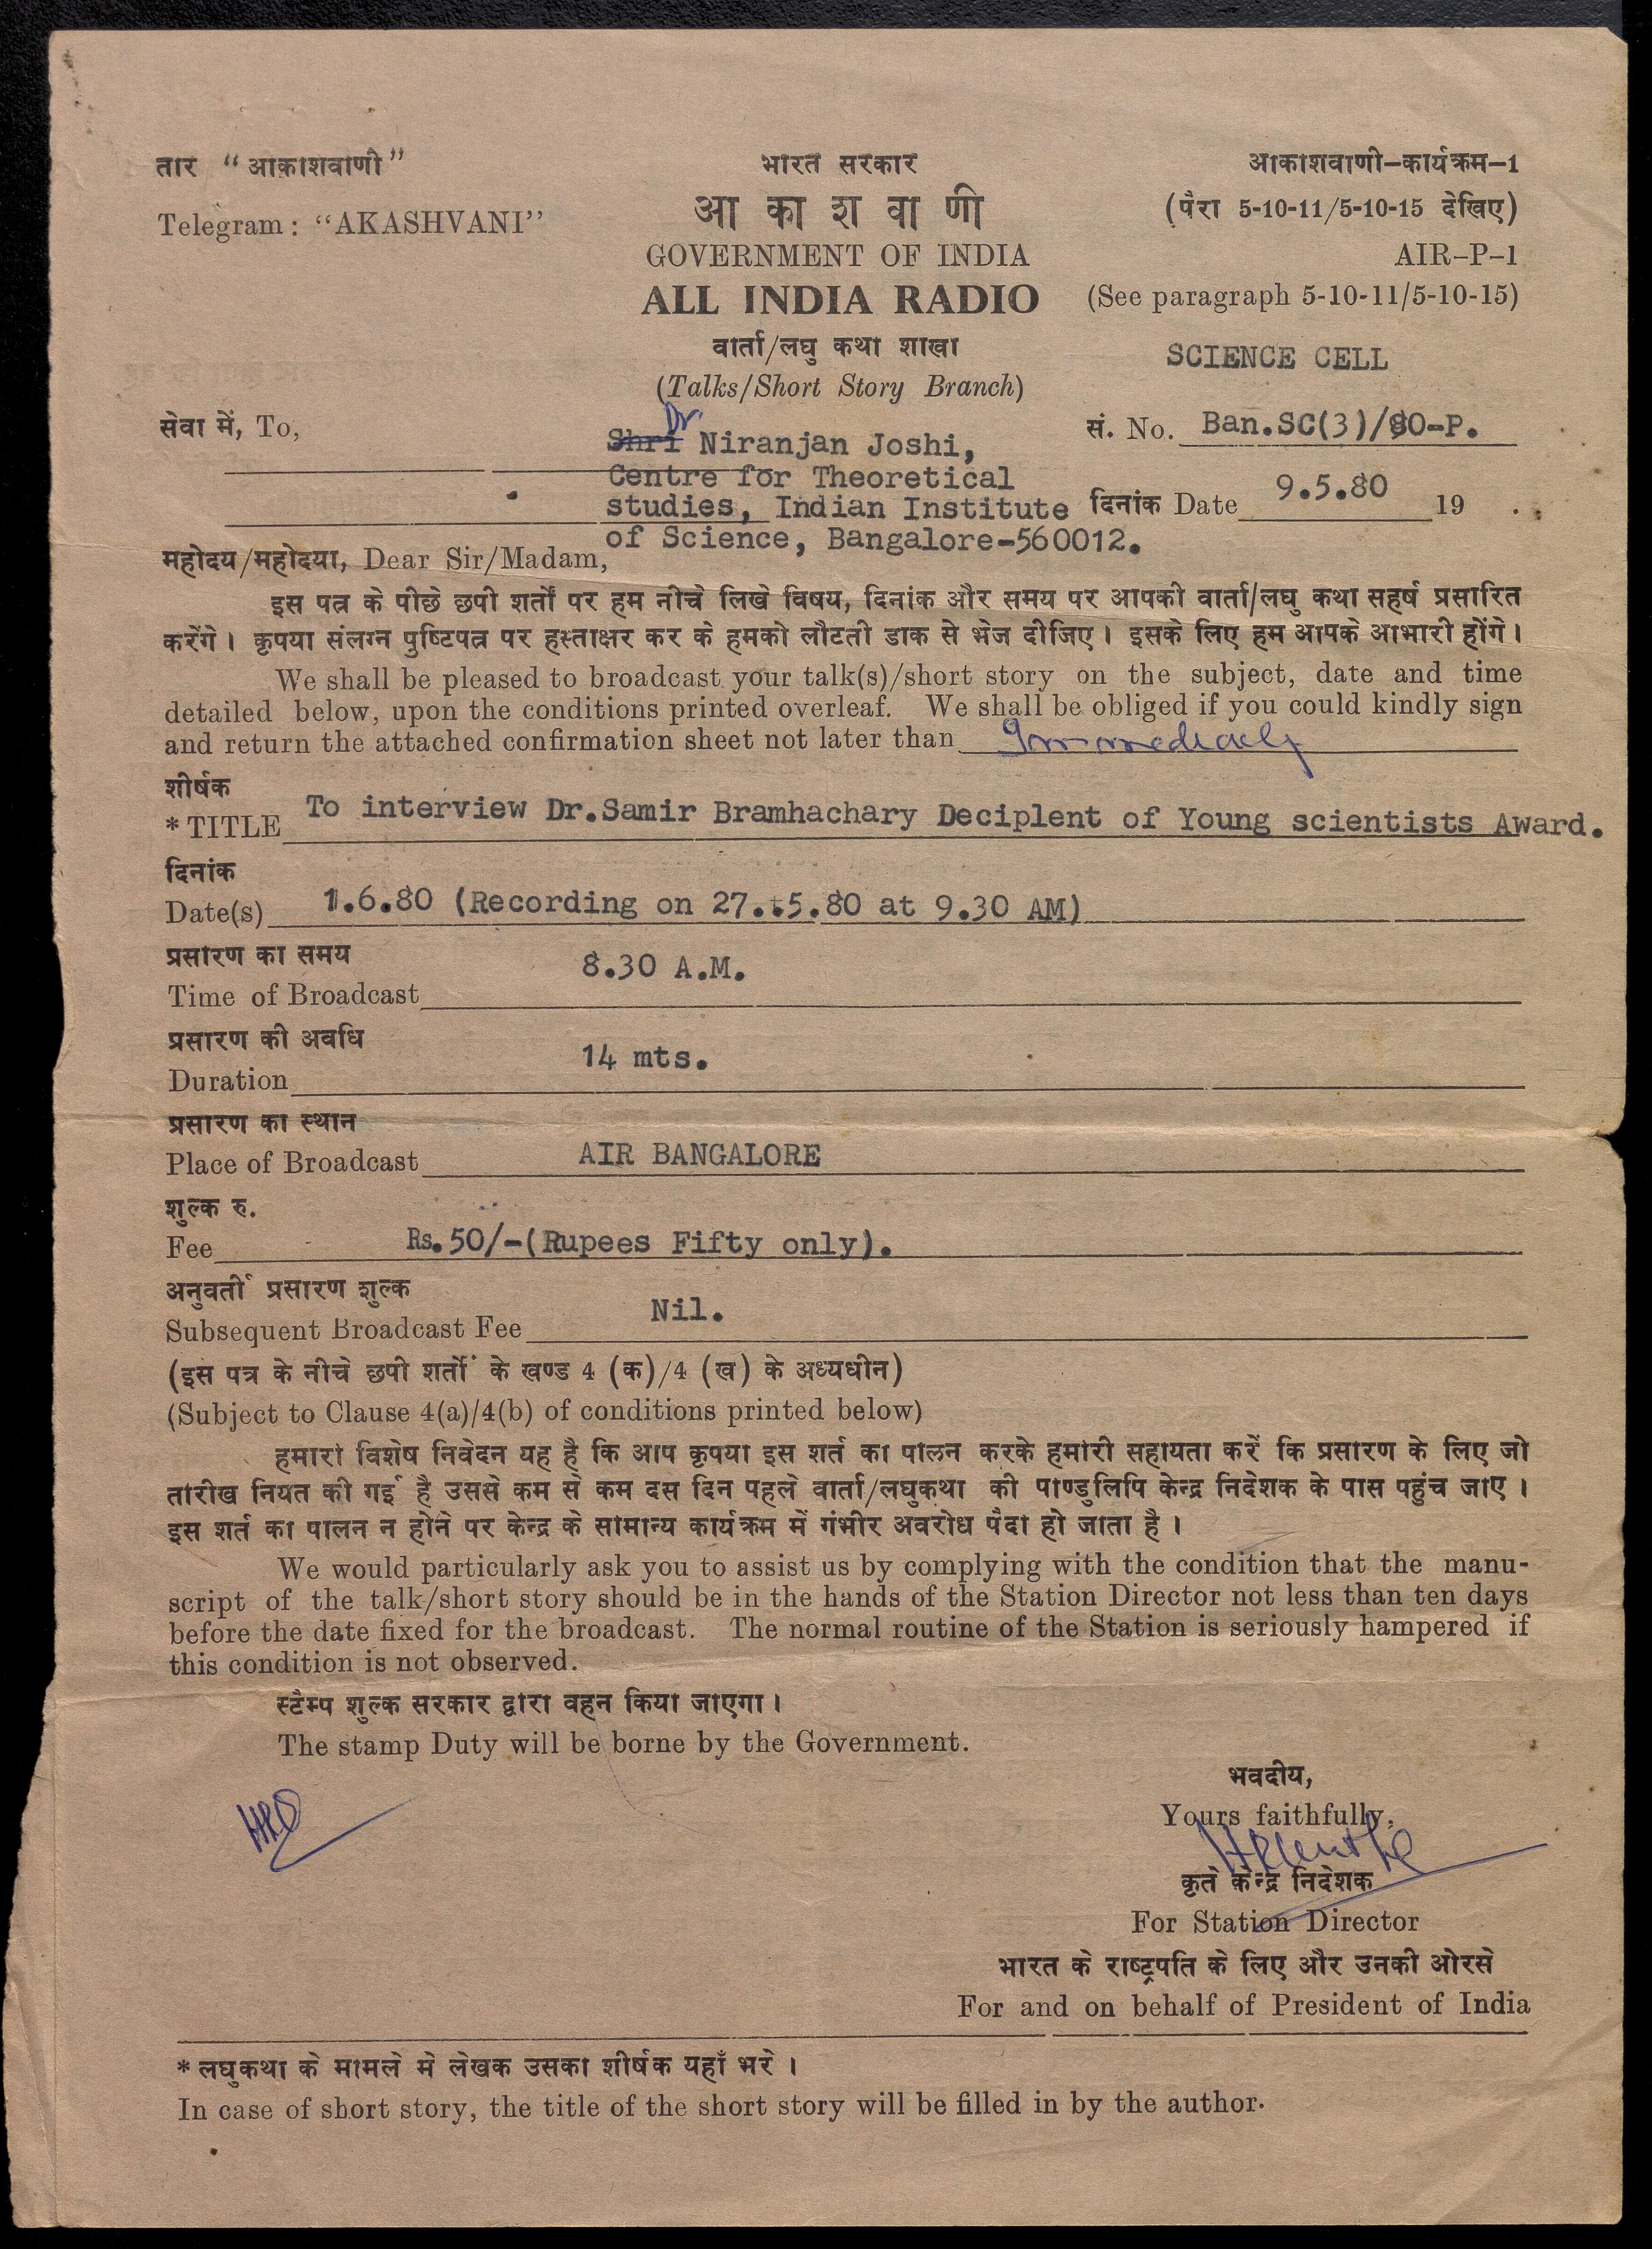 तार "आकाशवाणी"
Telegram: "AKASHVANI"
भारत सरकार
आ का श वा णी
GOVERNMENT OF INDIA
ALL INDIA RADIO
वार्ता/लघु कथा शाखा
(Talks/Short Story Branch)
आकाशवाणी-कार्यक्रम-1
(पैरा 5-10-11/5-10-15 देखिए)
AIR-P-1
(See paragraph 5-10-11/5-10-15)
SCIENCE CELL
सेवा में, To,
Dr.
Shri Niranjan Joshi,
Centre for Theoretical
studies, Indian Institute
of Science, Bangalore-560012.
सं. No. Ban.SC(3)/80-P.
दिनांक Date 9.5.80 19
महोदय/महोदया, Dear Sir/Madam,
इस पत्र के पीछे छपी शर्तों पर हम नीचे लिखे विषय, दिनांक और समय पर आपकी वार्ता/लघु कथा सहर्ष प्रसारित
करेंगे। कृपया संलग्न पुष्टिपत्र पर हस्ताक्षर कर के हमको लौटती डाक से भेज दीजिए। इसके लिए हम आपके आभारी होंगे।
We shall be pleased to broadcast your talk(s)/short story on the subject, date and time
detailed below, upon the conditions printed overleaf. We shall be obliged if you could kindly sign
and return the attached confirmation sheet not later than Immediately
शीर्षक
*TITLE To interview Dr.Samir Bramhachary Deciplent of Young scientists Award.
दिनांक
Date(s) 1.6.80 (Recording on 27..5.80 at 9.30 AM)
प्रसारण का समय
Time of Broadcast 8.30 A.M.
प्रसारण की अवधि
Duration 14 mts.
प्रसारण का स्थान
Place of Broadcast AIR BANGALORE
शुल्क रु.
Fee Rs.50/-(Rupees Fifty only).
अनुवर्ती प्रसारण शुल्क
Subsequent Broadcast Fee Nil.
(इस पत्र के नीचे छपी शर्तों के खण्ड 4 (क)/4 (ख) के अध्यधीन)
(Subject to Clause 4(a)/4(b) of conditions printed below)
हमारा विशेष निवेदन यह है कि आप कृपया इस शर्त का पालन करके हमारी सहायता करें कि प्रसारण के लिए जो
तारीख नियत की गई है उससे कम से कम दस दिन पहले वार्ता/लघुकथा की पाण्डुलिपि केन्द्र निदेशक के पास पहुंच जाए।
इस शर्त का पालन न होने पर केन्द्र के सामान्य कार्यक्रम में गंभीर अवरोध पैदा हो जाता है।
We would particularly ask you to assist us by complying with the condition that the manu-
script of the talk/short story should be in the hands of the Station Director not less than ten days
before the date fixed for the broadcast. The normal routine of the Station is seriously hampered if
this condition is not observed.
स्टैम्प शुल्क सरकार द्वारा वहन किया जाएगा।
The stamp Duty will be borne by the Government.
भवदीय,
Yours faithfully,
कृते केन्द्र निदेशक
For Station Director
भारत के राष्ट्रपति के लिए और उनकी ओरसे
For and on behalf of President of India
*लघुकथा के मामले मे लेखक उसका शीर्षक यहाँ भरे।
In case of short story, the title of the short story will be filled in by the author.